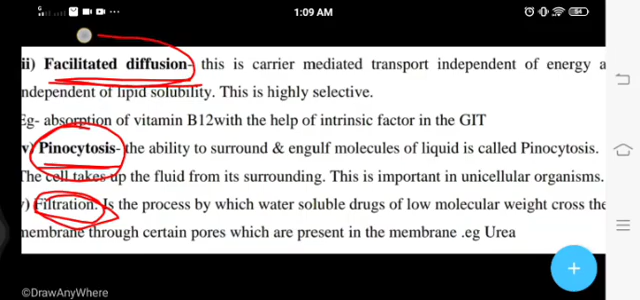 1:09 AM
54
ii) Facilitated diffusion- this is carrier mediated transport independent of energy a
ndependent of lipid solubility. This is highly selective.
Eg- absorption of vitamin B12with the help of intrinsic factor in the GIT
v) Pinocytosis- the ability to surround & engulf molecules of liquid is called Pinocytosis.
The cell takes up the fluid from its surrounding. This is important in unicellular organisms.
) Filtration: Is the process by which water soluble drugs of low molecular weight cross the
membrane through certain pores which are present in the membrane .eg Urea
©DrawAnyWhere